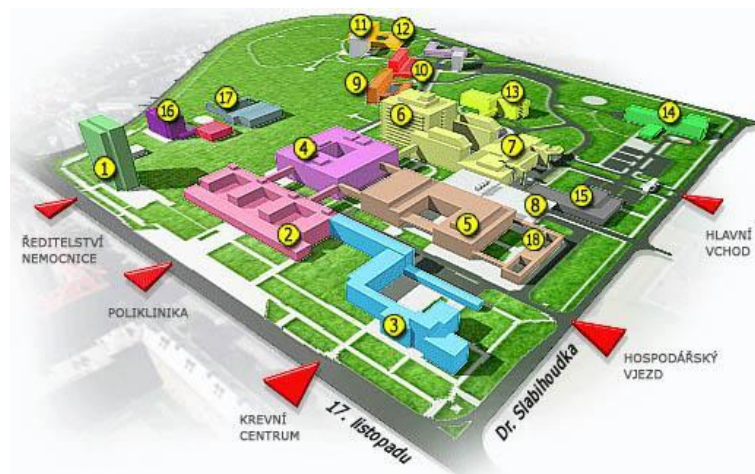 11
12
10
9
13
16
17
6
14
4
7
1
15
8
5
2
18
3
ŘEDITELSTVÍ
NEMOCNICE
POLIKLINIKA
KREVNÍ
CENTRUM
17. listopadu
Dr. Slabihoudka
HOSPODÁŘSKÝ
VJEZD
HLAVNÍ
VCHOD